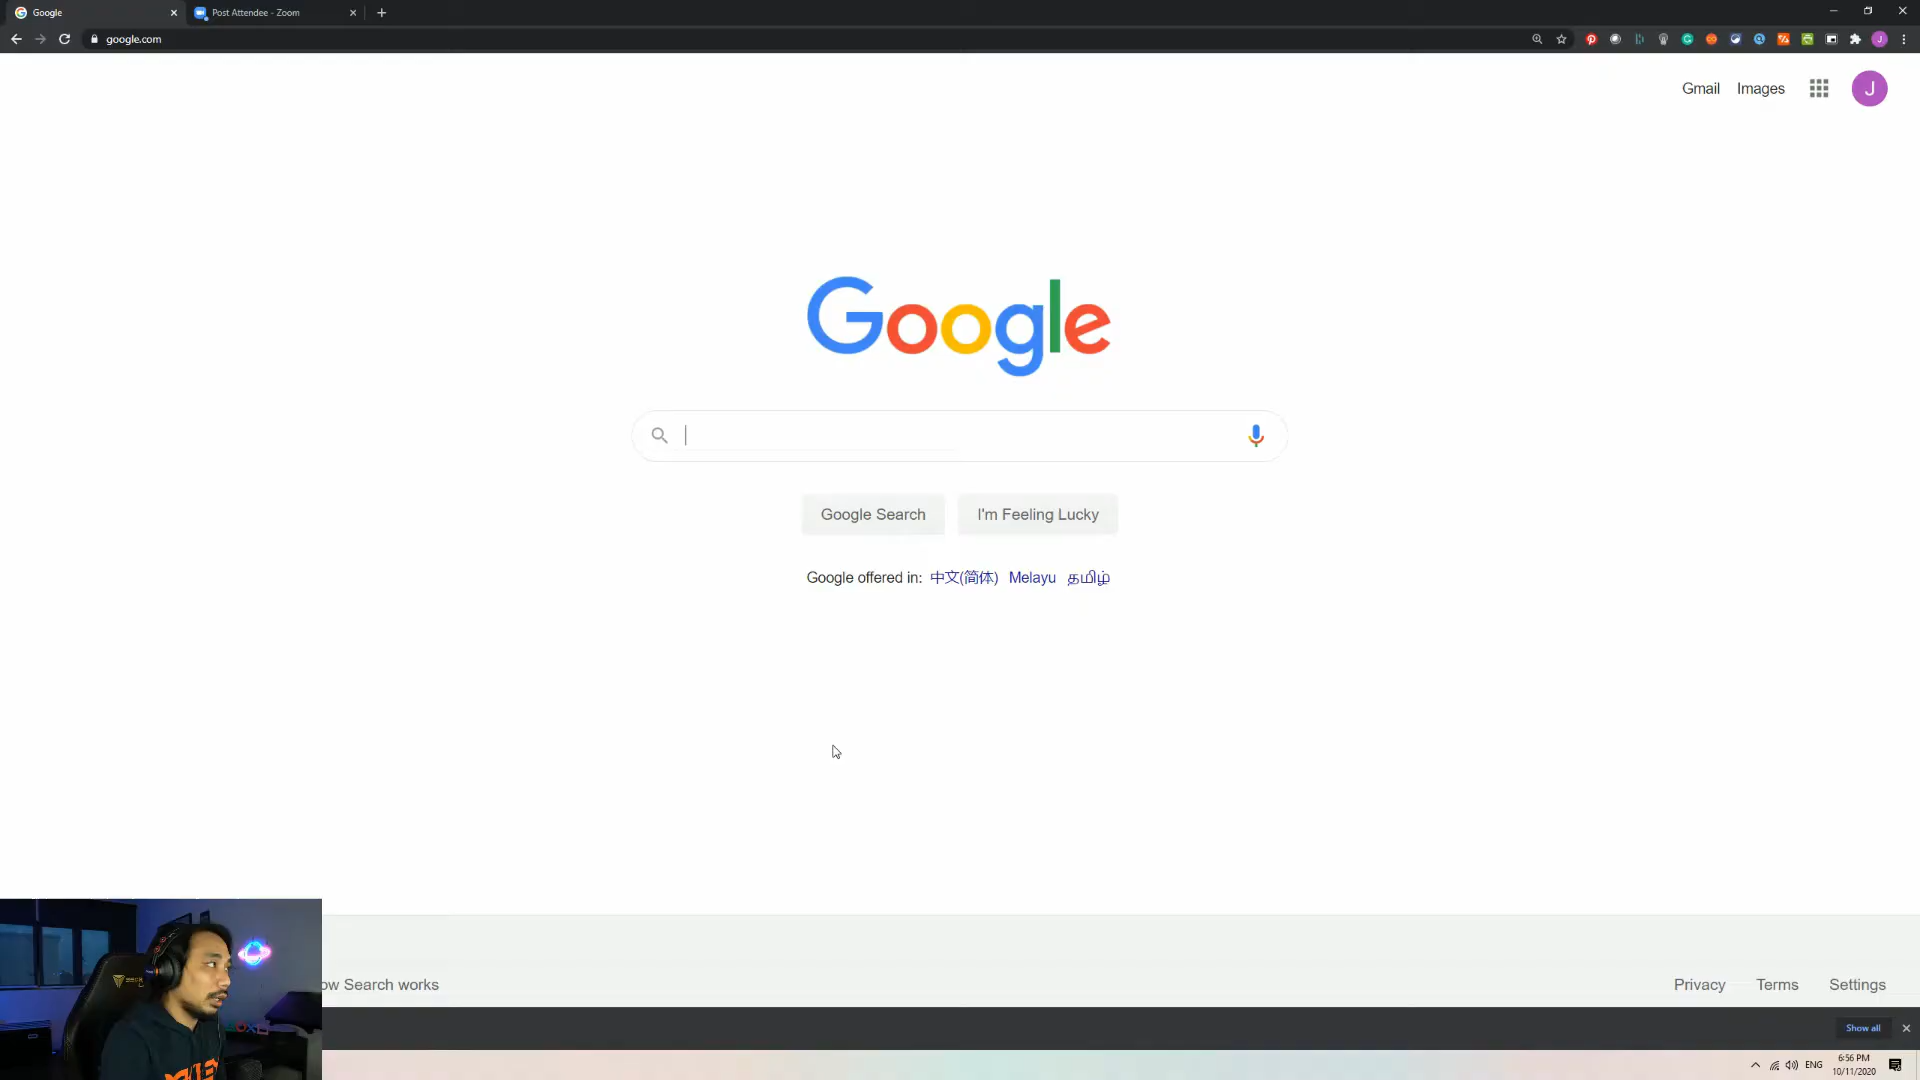 Google
Post Attendee - Zoom
google.com
Gmail
Images
J
Google
Google Search
I'm Feeling Lucky
Google offered in: 中文(简体) Melayu தமிழ்
ow Search works
Privacy
Terms
Settings
Show all
ENG
6:56 PM
10/11/2020